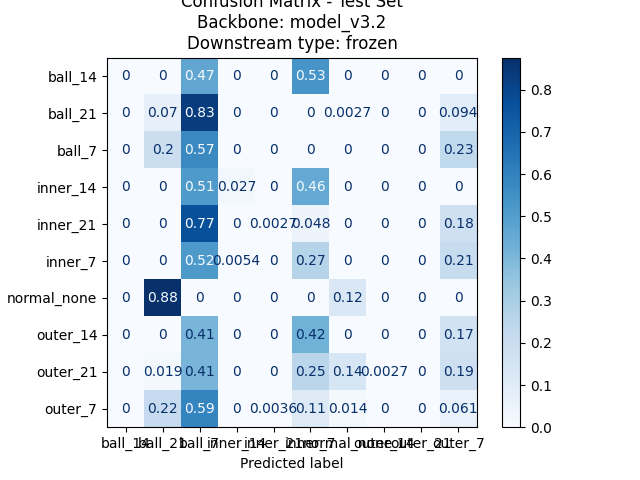 Confusion Matrix - Test Set
Backbone: model_v3.2
Downstream type: frozen
ball_14 0 0 0.47 0 0 0.53 0 0 0 0
ball_21 0 0.07 0.83 0 0 0 0.0027 0 0 0.094
ball_7 0 0.2 0.57 0 0 0 0 0 0 0.23
inner_14 0 0 0.51 0.027 0 0.46 0 0 0 0
inner_21 0 0 0.77 0 0.0027 0.048 0 0 0 0.18
inner_7 0 0 0.52 0.0054 0 0.27 0 0 0 0.21
normal_none 0 0.88 0 0 0 0 0.12 0 0 0
outer_14 0 0 0.41 0 0 0.42 0 0 0 0.17
outer_21 0 0.019 0.41 0 0 0.25 0.14 0.0027 0 0.19
outer_7 0 0.22 0.59 0 0.0036 0.11 0.014 0 0 0.061
ball_14 ball_21 ball_7 inner_14 inner_21 inner_7 normal_none outer_14 outer_21 outer_7
Predicted label
0.8
0.7
0.6
0.5
0.4
0.3
0.2
0.1
0.0